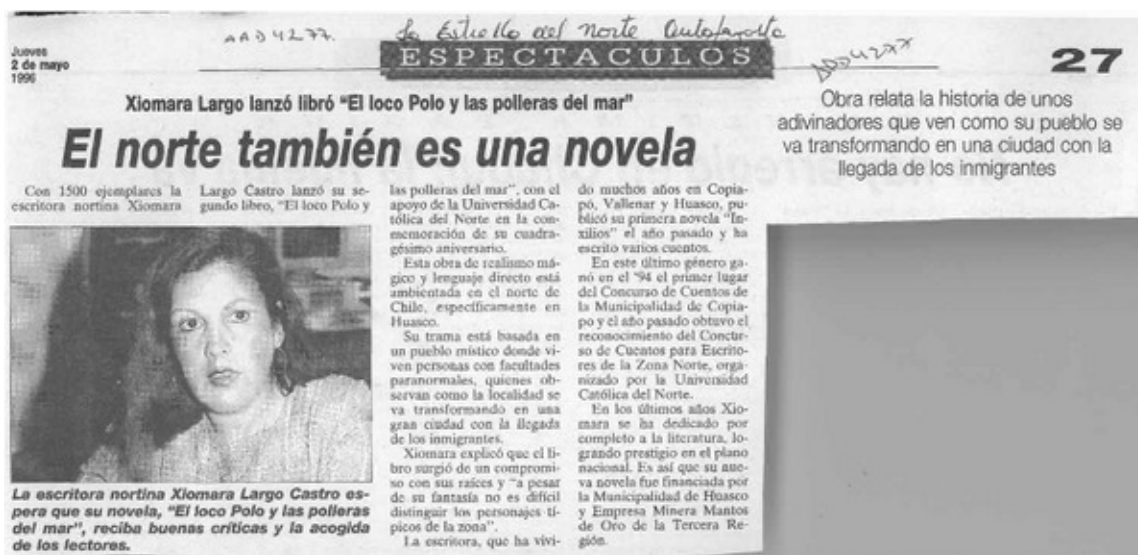 Jueves
2 de mayo
1996
AAD4277.
La Estrella del norte Antofagasta
ESPECTACULOS
AAD4277
27
Xiomara Largo lanzó libró “El loco Polo y las polleras del mar”
El norte también es una novela
Obra relata la historia de unos
adivinadores que ven como su pueblo se
va transformando en una ciudad con la
llegada de los inmigrantes
Con 1500 ejemplares la
escritora nortina Xiomara
Largo Castro lanzó su se-
gundo libro, “El loco Polo y
La escritora nortina Xiomara Largo Castro es-
pera que su novela, “El loco Polo y las polleras
del mar”, reciba buenas críticas y la acogida
de los lectores.
las polleras del mar”, con el
apoyo de la Universidad Ca-
tólica del Norte en la con-
memoración de su cuadra-
gésimo aniversario.
Esta obra de realismo má-
gico y lenguaje directo está
ambientada en el norte de
Chile, específicamente en
Huasco.
Su trama está basada en
un pueblo místico donde vi-
ven personas con facultades
paranormales, quienes ob-
servan como la localidad se
va transformando en una
gran ciudad con la llegada
de los inmigrantes.
Xiomara explicó que el li-
bro surgió de un compromi-
so con sus raíces y “a pesar
de su fantasía no es difícil
distinguir los personajes tí-
picos de la zona”.
La escritora, que ha vivi-
do muchos años en Copia-
pó, Vallenar y Huasco, pu-
blicó su primera novela “In-
xilios” el año pasado y ha
escrito varios cuentos.
En este último género ga-
nó en el ’94 el primer lugar
del Concurso de Cuentos de
la Municipalidad de Copia-
po y el año pasado obtuvo el
reconocimiento del Concur-
so de Cuentos para Escrito-
res de la Zona Norte, orga-
nizado por la Universidad
Católica del Norte.
En los últimos años Xio-
mara se ha dedicado por
completo a la literatura, lo-
grando prestigio en el plano
nacional. Es así que su nue-
va novela fue financiada por
la Municipalidad de Huasco
y Empresa Minera Mantos
de Oro de la Tercera Re-
gión.